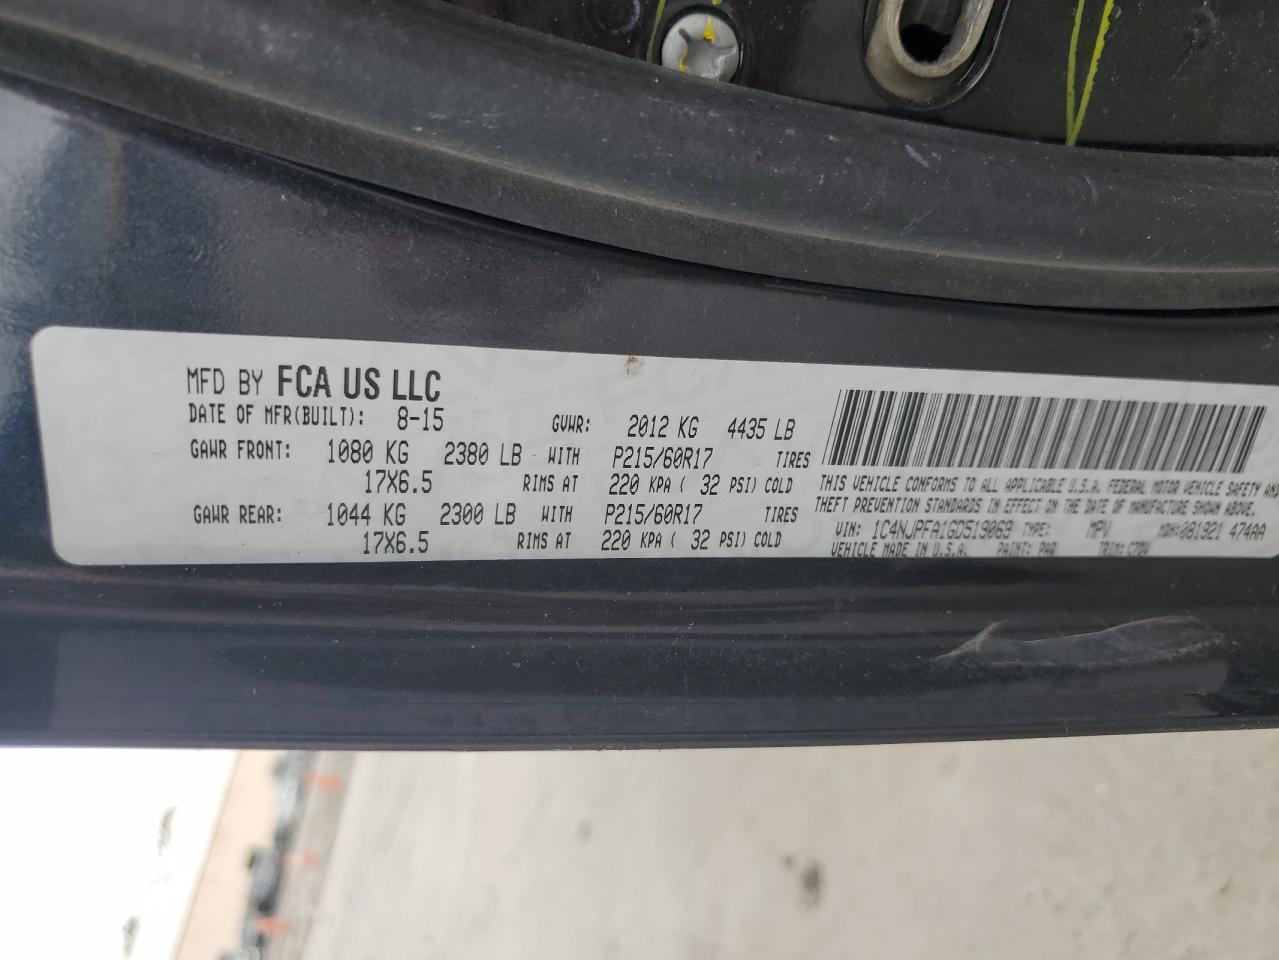 MFD BY FCA US LLC
DATE OF MFR(BUILT): 8-15 GVWR: 2012 KG 4435 LB
GAWR FRONT: 1080 KG 2380 LB WITH P215/60R17 TIRES
17X6.5 RIMS AT 220 KPA ( 32 PSI) COLD
GAWR REAR: 1044 KG 2300 LB WITH P215/60R17 TIRES
17X6.5 RIMS AT 220 KPA ( 32 PSI) COLD
THIS VEHICLE CONFORMS TO ALL APPLICABLE U.S.A. FEDERAL MOTOR VEHICLE SAFETY AND
THEFT PREVENTION STANDARDS IN EFFECT ON THE DATE OF MANUFACTURE SHOWN ABOVE.
VIN: 1C4NJPFA1GD519069 TYPE: MPV MDH:081921 474AA
VEHICLE MADE IN U.S.A. PAINT: PAR TRIM: